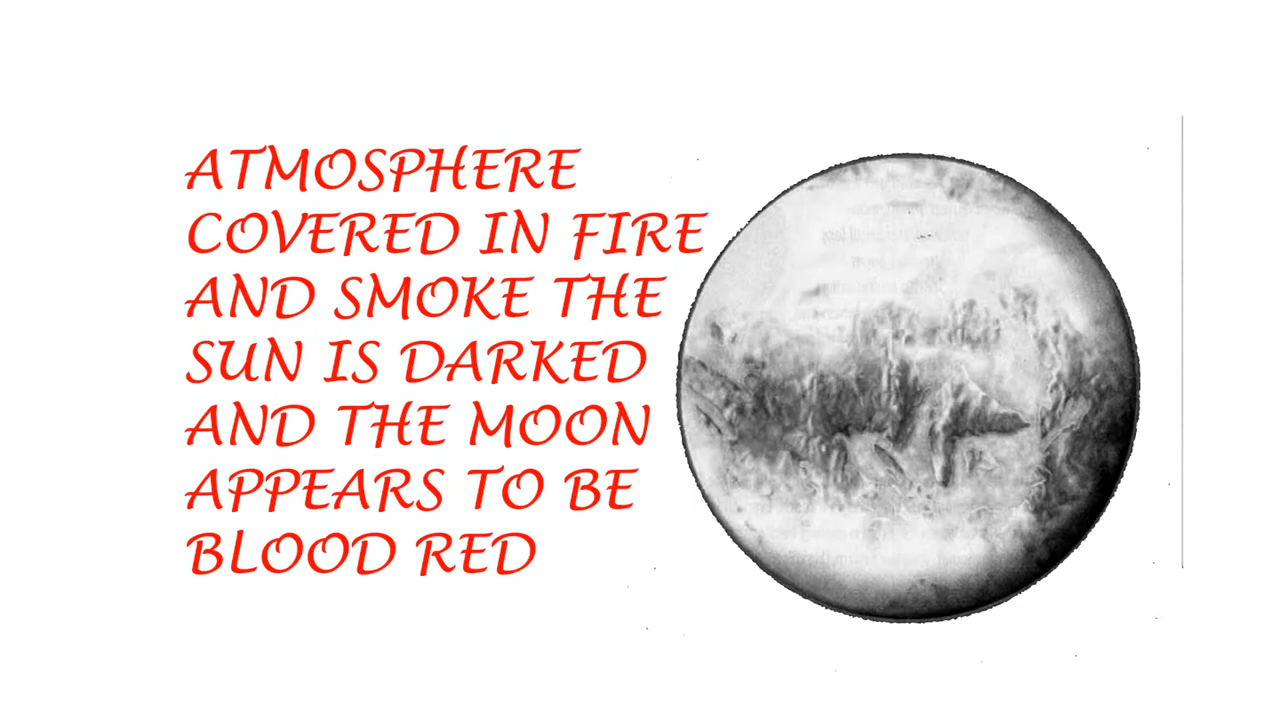 ATMOSPHERE
COVERED IN FIRE
AND SMOKE THE
SUN IS DARKED
AND THE MOON
APPEARS TO BE
BLOOD RED